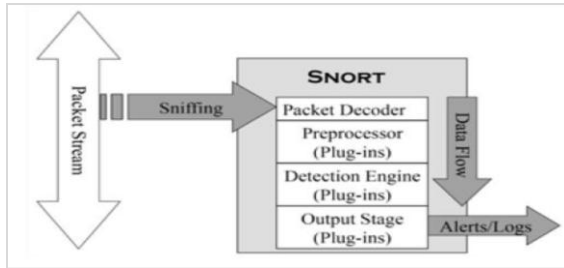 Packet Stream
Sniffing
SNORT
Packet Decoder
Preprocessor
(Plug-ins)
Detection Engine
(Plug-ins)
Output Stage
(Plug-ins)
Data Flow
Alerts/Logs